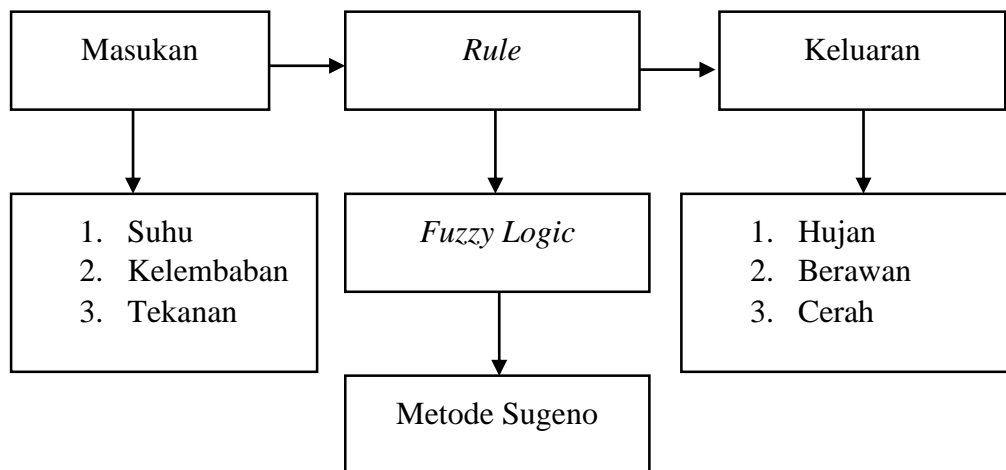 Masukan
Rule
Keluaran
1. Suhu
2. Kelembaban
3. Tekanan
Fuzzy Logic
1. Hujan
2. Berawan
3. Cerah
Metode Sugeno